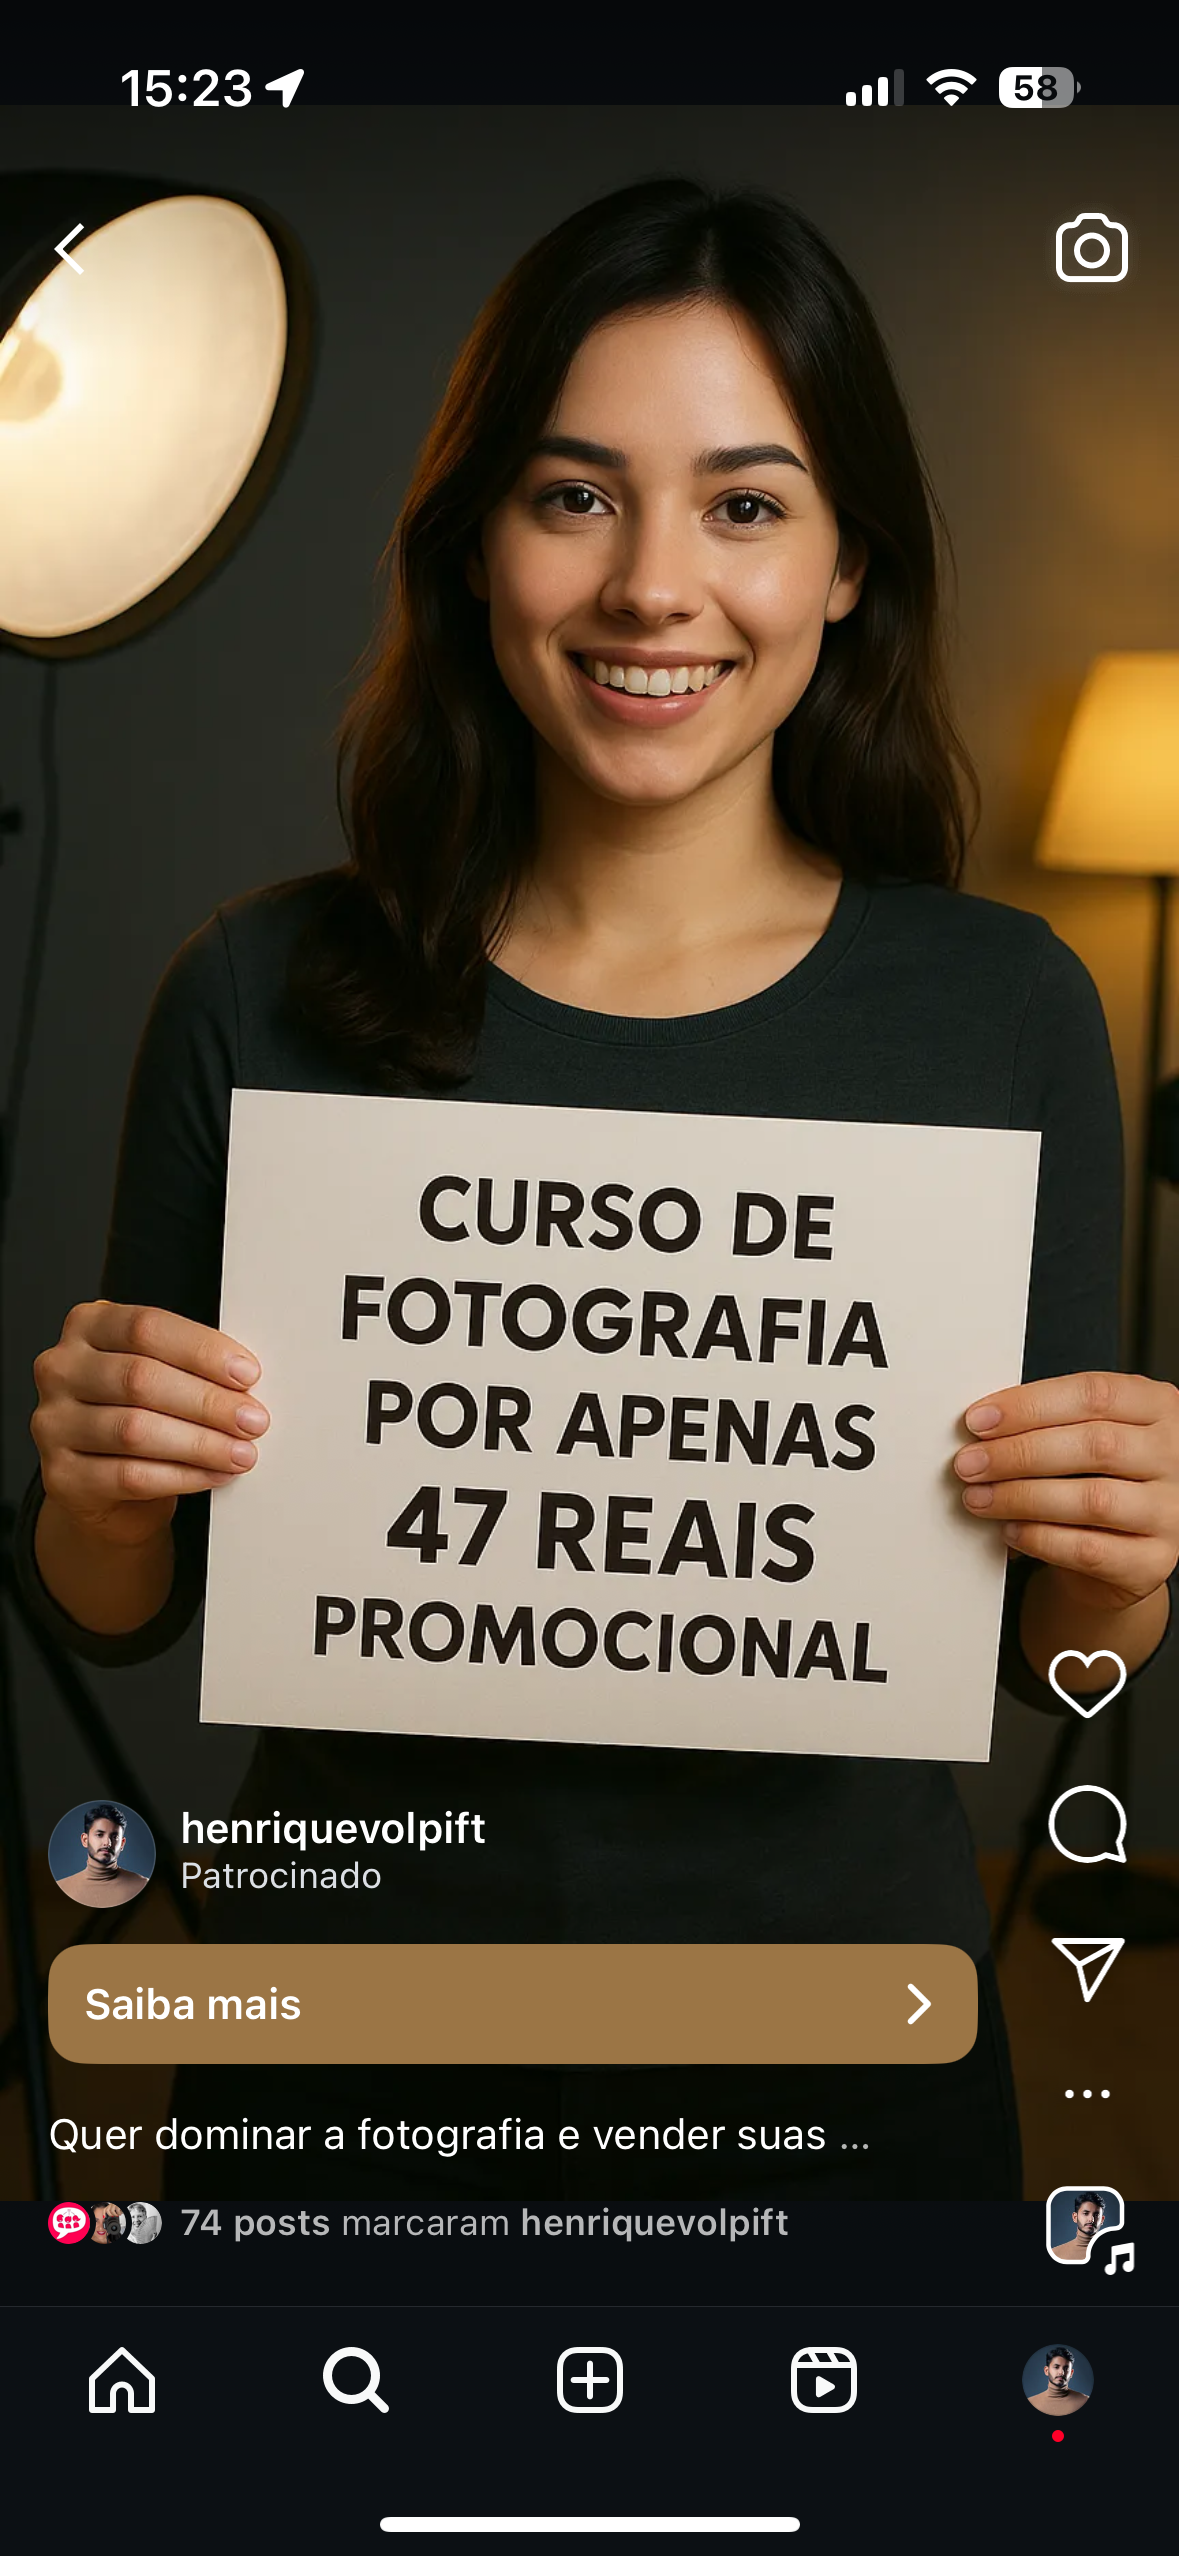 15:23
58
CURSO DE
FOTOGRAFIA
POR APENAS
47 REAIS
PROMOCIONAL
henriquevolpift
Patrocinado
Saiba mais
Quer dominar a fotografia e vender suas ...
74 posts marcaram henriquevolpift